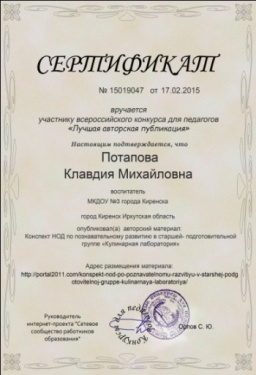 СЕРТИФИКАТ
№ 15019047 от 17.02.2015
вручается
участнику всероссийского конкурса для педагогов
«Лучшая авторская публикация»
Настоящим подтверждается, что
Потапова
Клавдия Михайловна
воспитатель
МКДОУ №3 города Киренска
город Киренск Иркутская область
опубликовал(а) авторский материал:
Конспект НОД по познавательному развитию в старшей- подготовительной
группе «Кулинарная лаборатория»
Адрес размещения материала:
http://portal2011.com/konspekt-nod-po-poznavatelnomu-razvitiyu-v-starshej-podg
otovitelnoj-gruppe-kulinarnaya-laboratoriya/
Руководитель
интернет-проекта "Сетевое
сообщество работников
образования"
Орлов С. Ю.
Конкурсы для педагогов